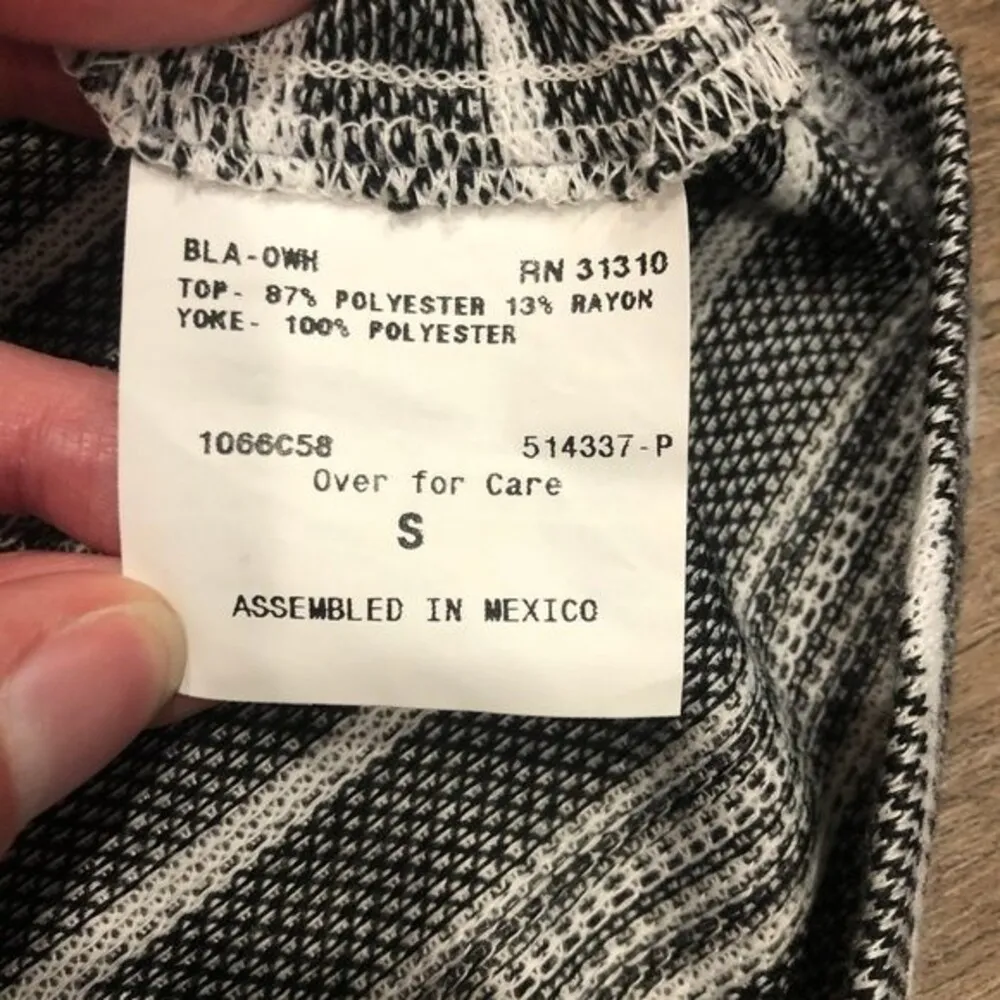 BLA-OWH RN 31310
TOP- 87% POLYESTER 13% RAYON
YOKE- 100% POLYESTER
1066C58 514337-P
Over for Care
S
ASSEMBLED IN MEXICO